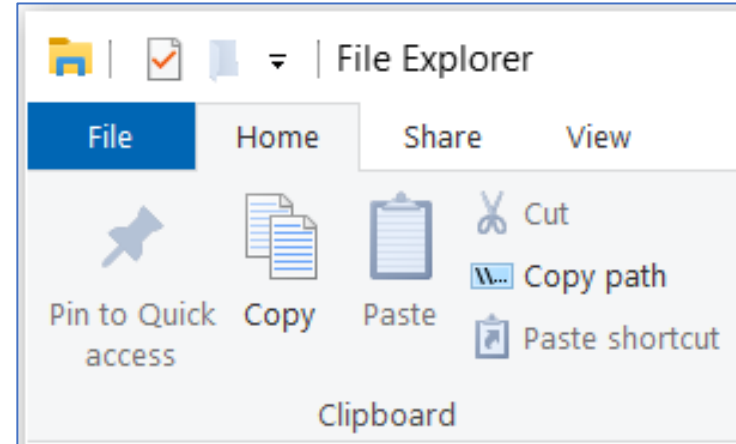 File Explorer
File Home Share View
Cut
\\... Copy path
Pin to Quick access Copy Paste Paste shortcut
Clipboard